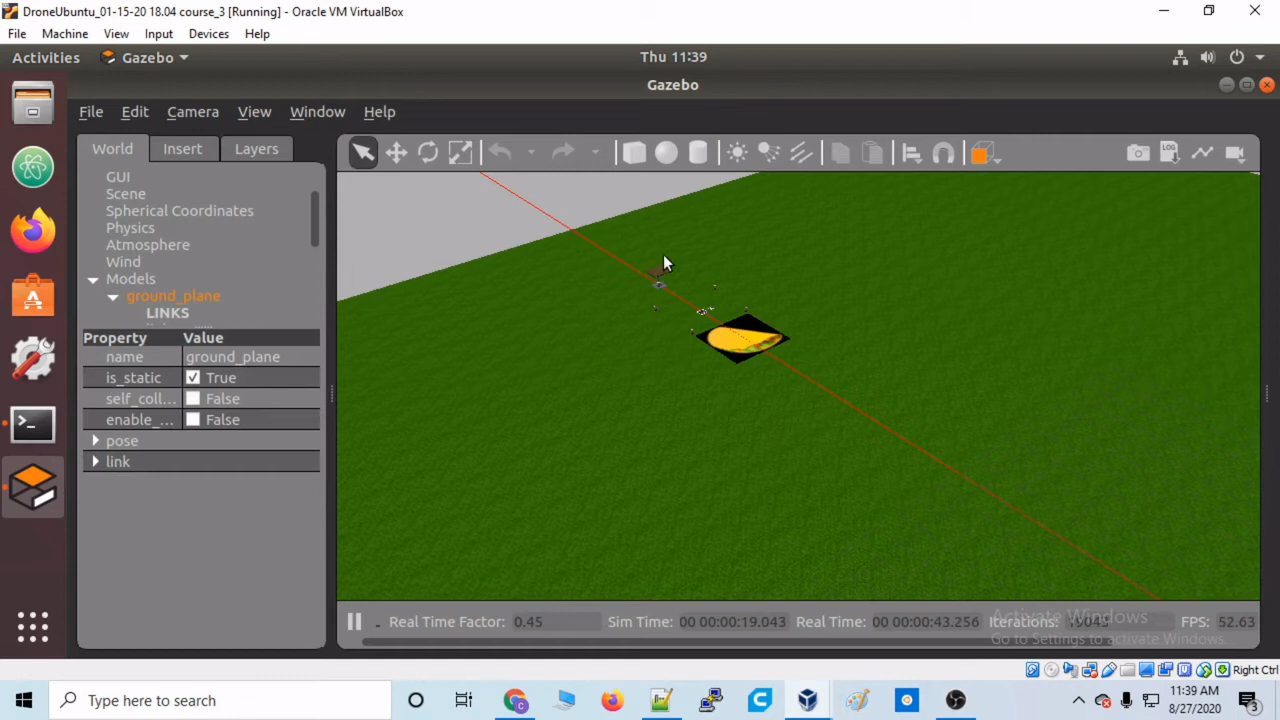 DroneUbuntu_01-15-20 18.04 course_3 [Running] - Oracle VM VirtualBox
File Machine View Input Devices Help
Activities Gazebo Thu 11:39
Gazebo
File Edit Camera View Window Help
World Insert Layers
GUI
Scene
Spherical Coordinates
Physics
Atmosphere
Wind
Models
ground_plane
LINKS
Property Value
name ground_plane
is_static True
self_coll... False
enable_... False
pose
link
LOG
Activate Windows
Go to Settings to activate Windows.
Real Time Factor: 0.45 Sim Time: 00 00:00:19.043 Real Time: 00 00:00:43.256 Iterations: 19043 FPS: 52.63
Right Ctrl
Type here to search
11:39 AM
8/27/2020
3